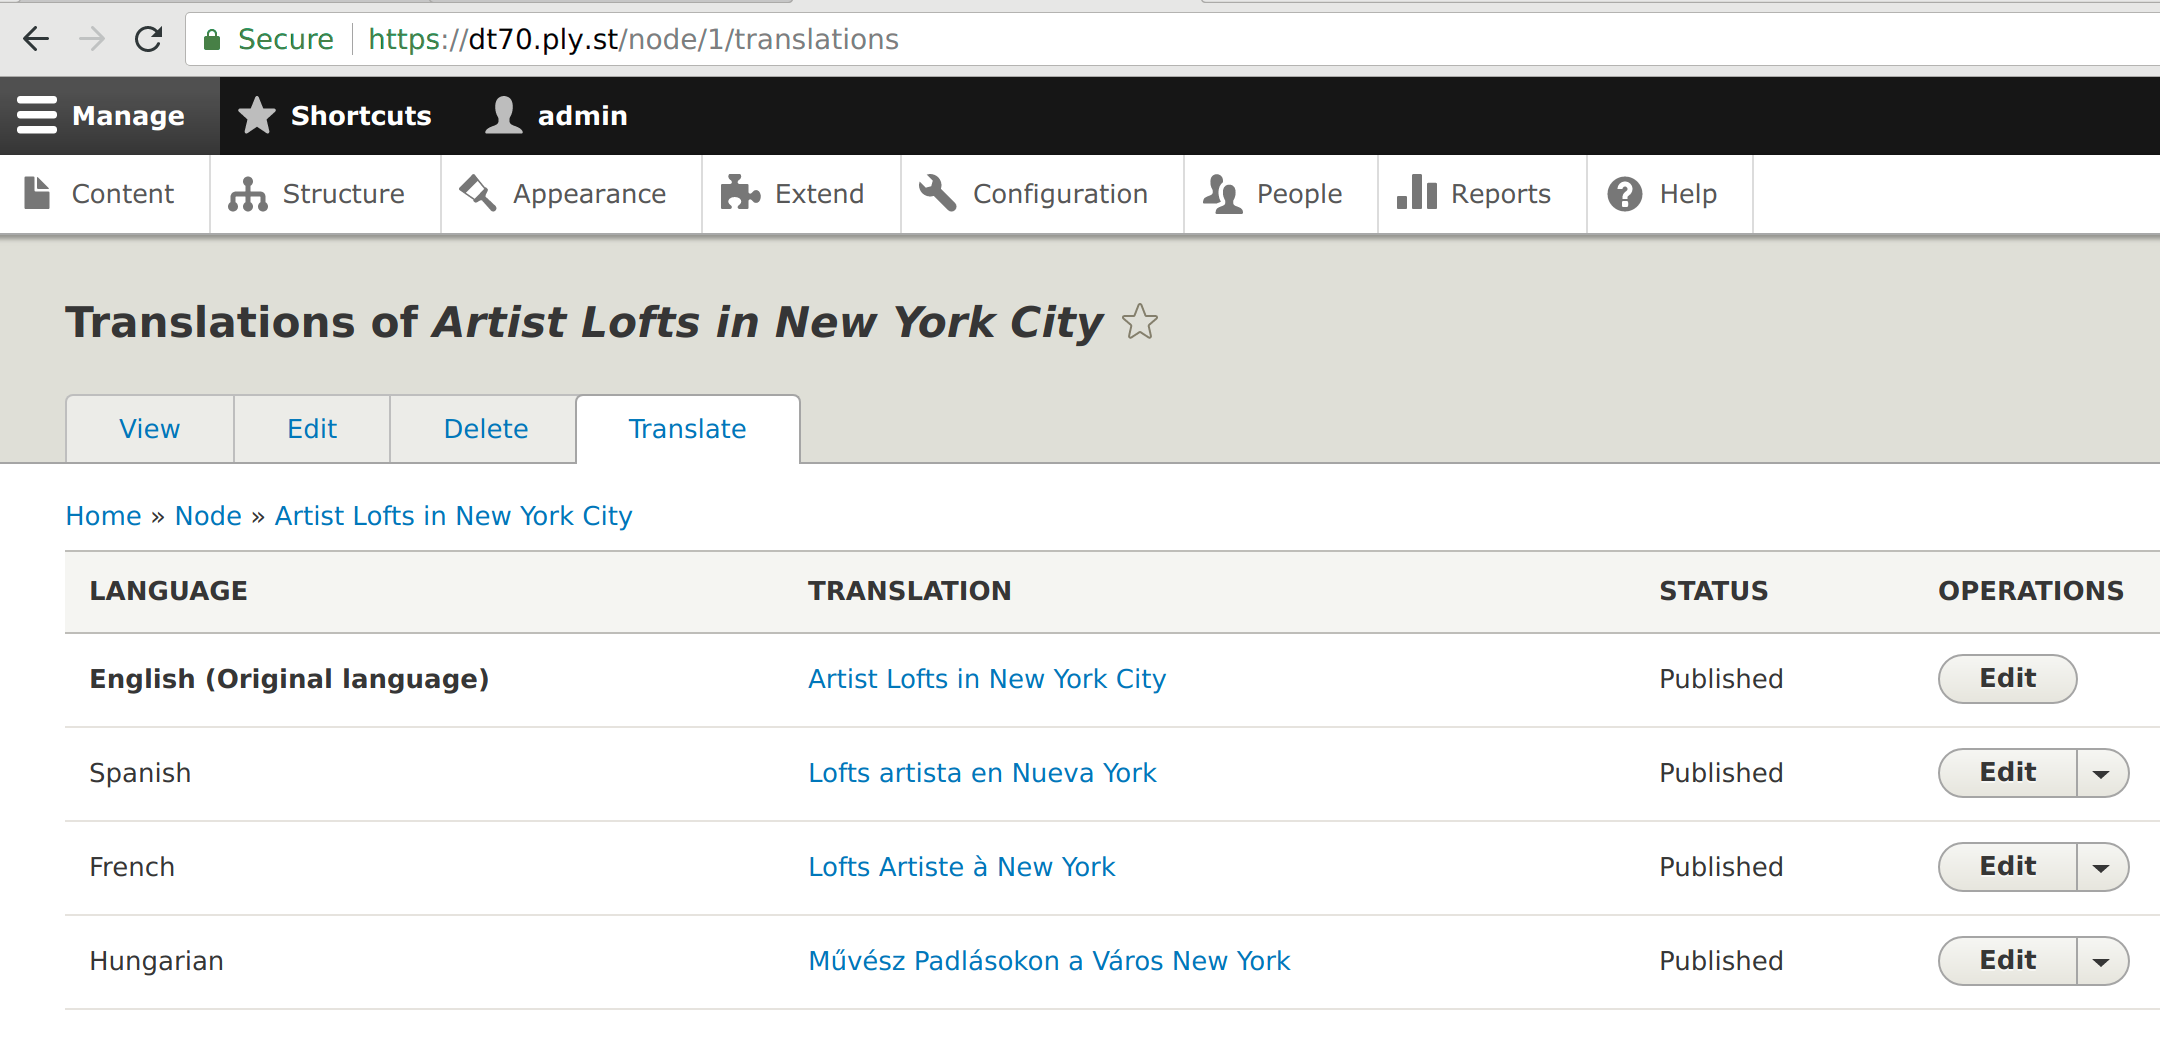 Secure https://dt70.ply.st/node/1/translations
Manage Shortcuts admin
Content Structure Appearance Extend Configuration People Reports Help
Translations of Artist Lofts in New York City
View Edit Delete Translate
Home » Node » Artist Lofts in New York City
LANGUAGE TRANSLATION STATUS OPERATIONS
English (Original language) Artist Lofts in New York City Published Edit
Spanish Lofts artista en Nueva York Published Edit
French Lofts Artiste à New York Published Edit
Hungarian Művész Padlásokon a Város New York Published Edit